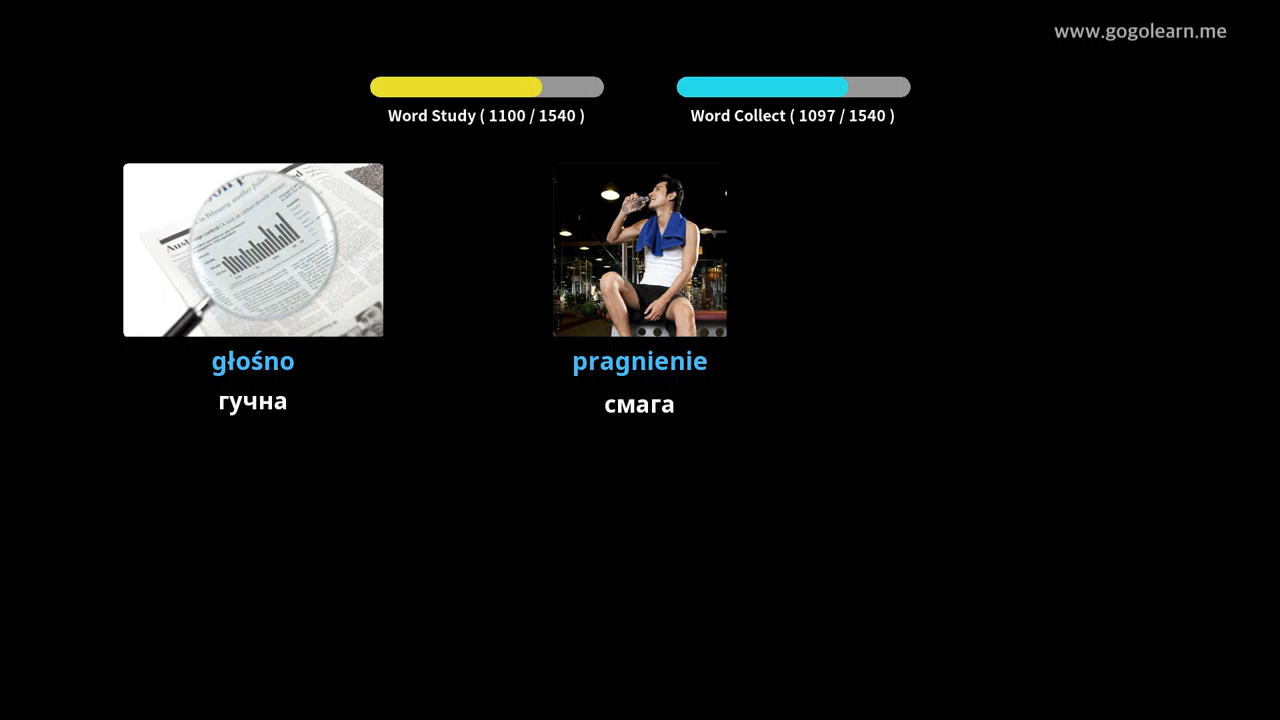 www.gogolearn.me
Word Study ( 1100 / 1540 )
Word Collect ( 1097 / 1540 )
głośno
гучна
pragnienie
смага